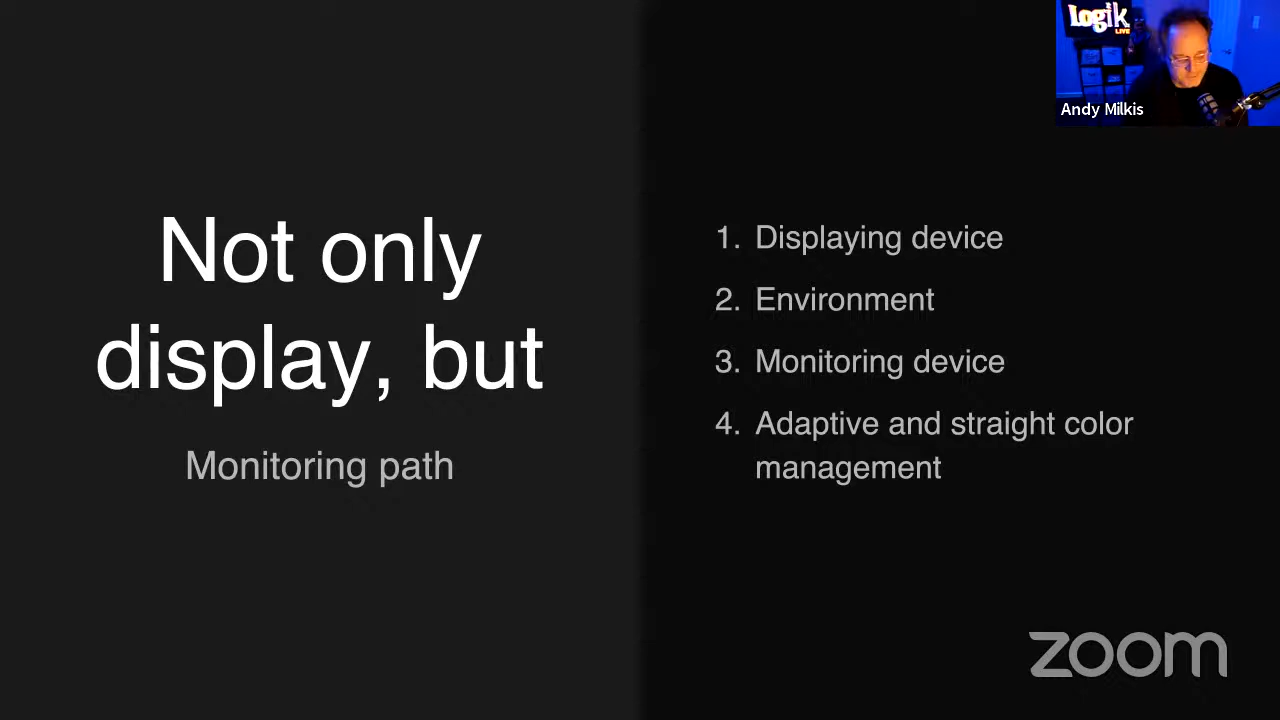 Logik
LIVE
Andy Milkis
Not only
display, but
Monitoring path
1. Displaying device
2. Environment
3. Monitoring device
4. Adaptive and straight color
management
zoom